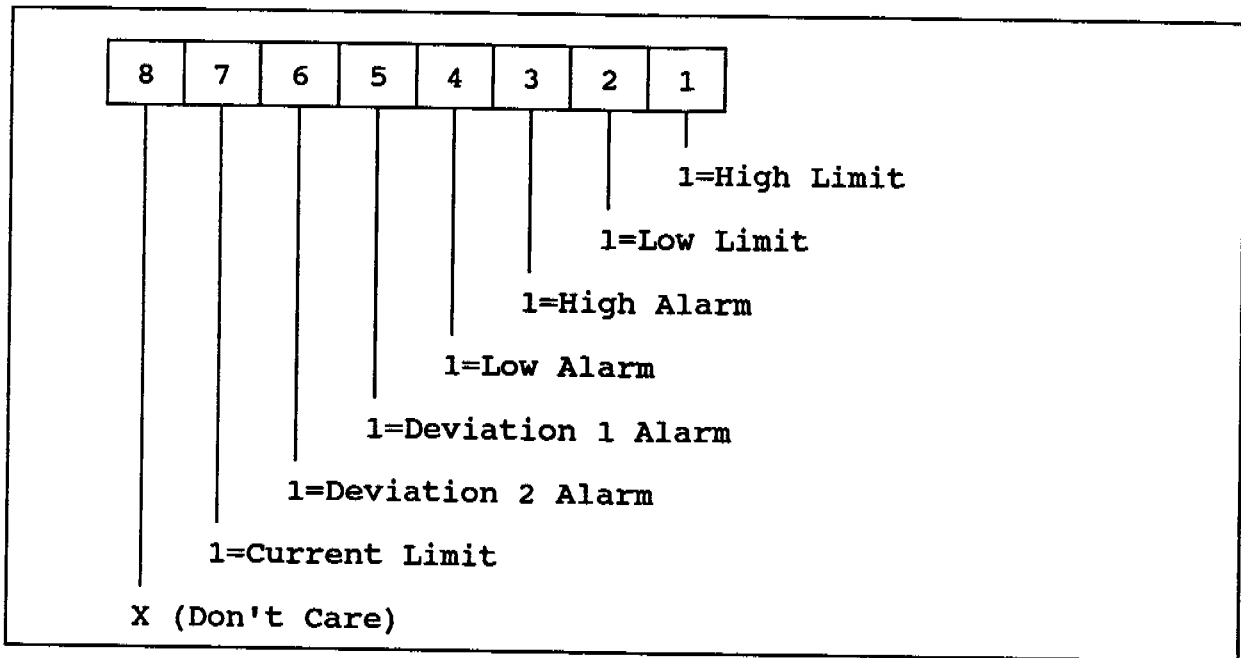 8 7 6 5 4 3 2 1
1=High Limit
1=Low Limit
1=High Alarm
1=Low Alarm
1=Deviation 1 Alarm
1=Deviation 2 Alarm
1=Current Limit
X (Don't Care)